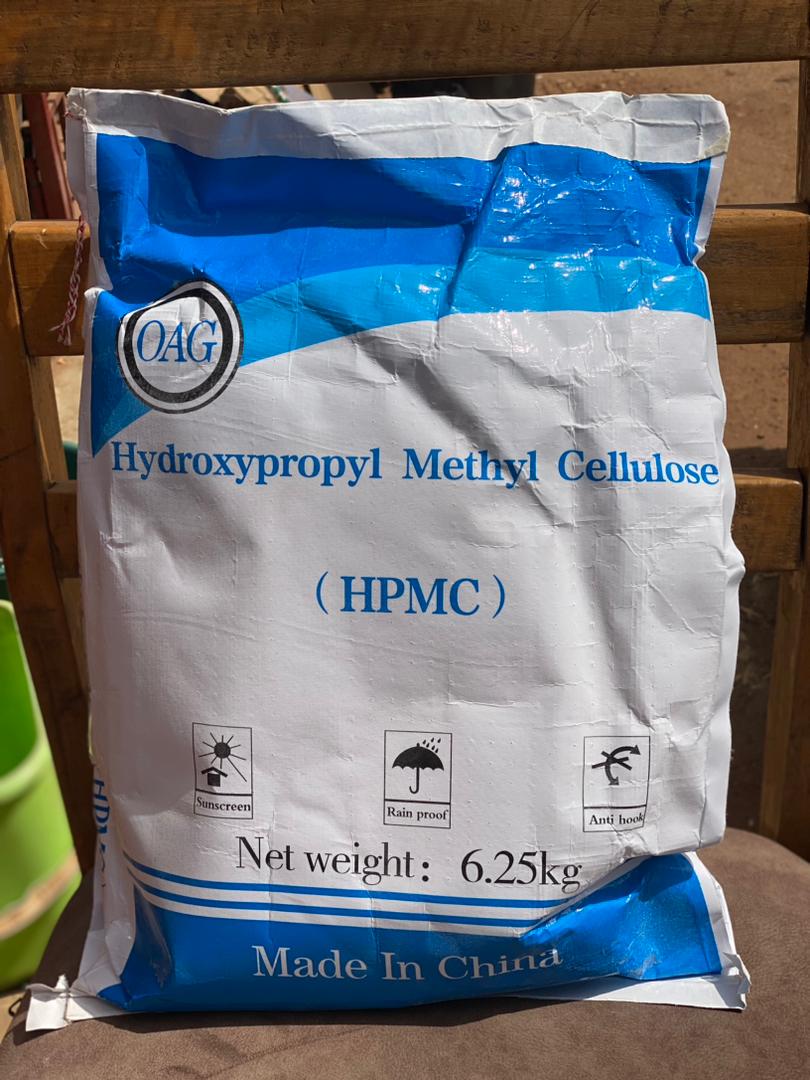 OAG
Hydroxypropyl Methyl Cellulose
（HPMC）
Sunscreen
Rain proof
Anti hook
Net weight： 6.25kg
Made In China